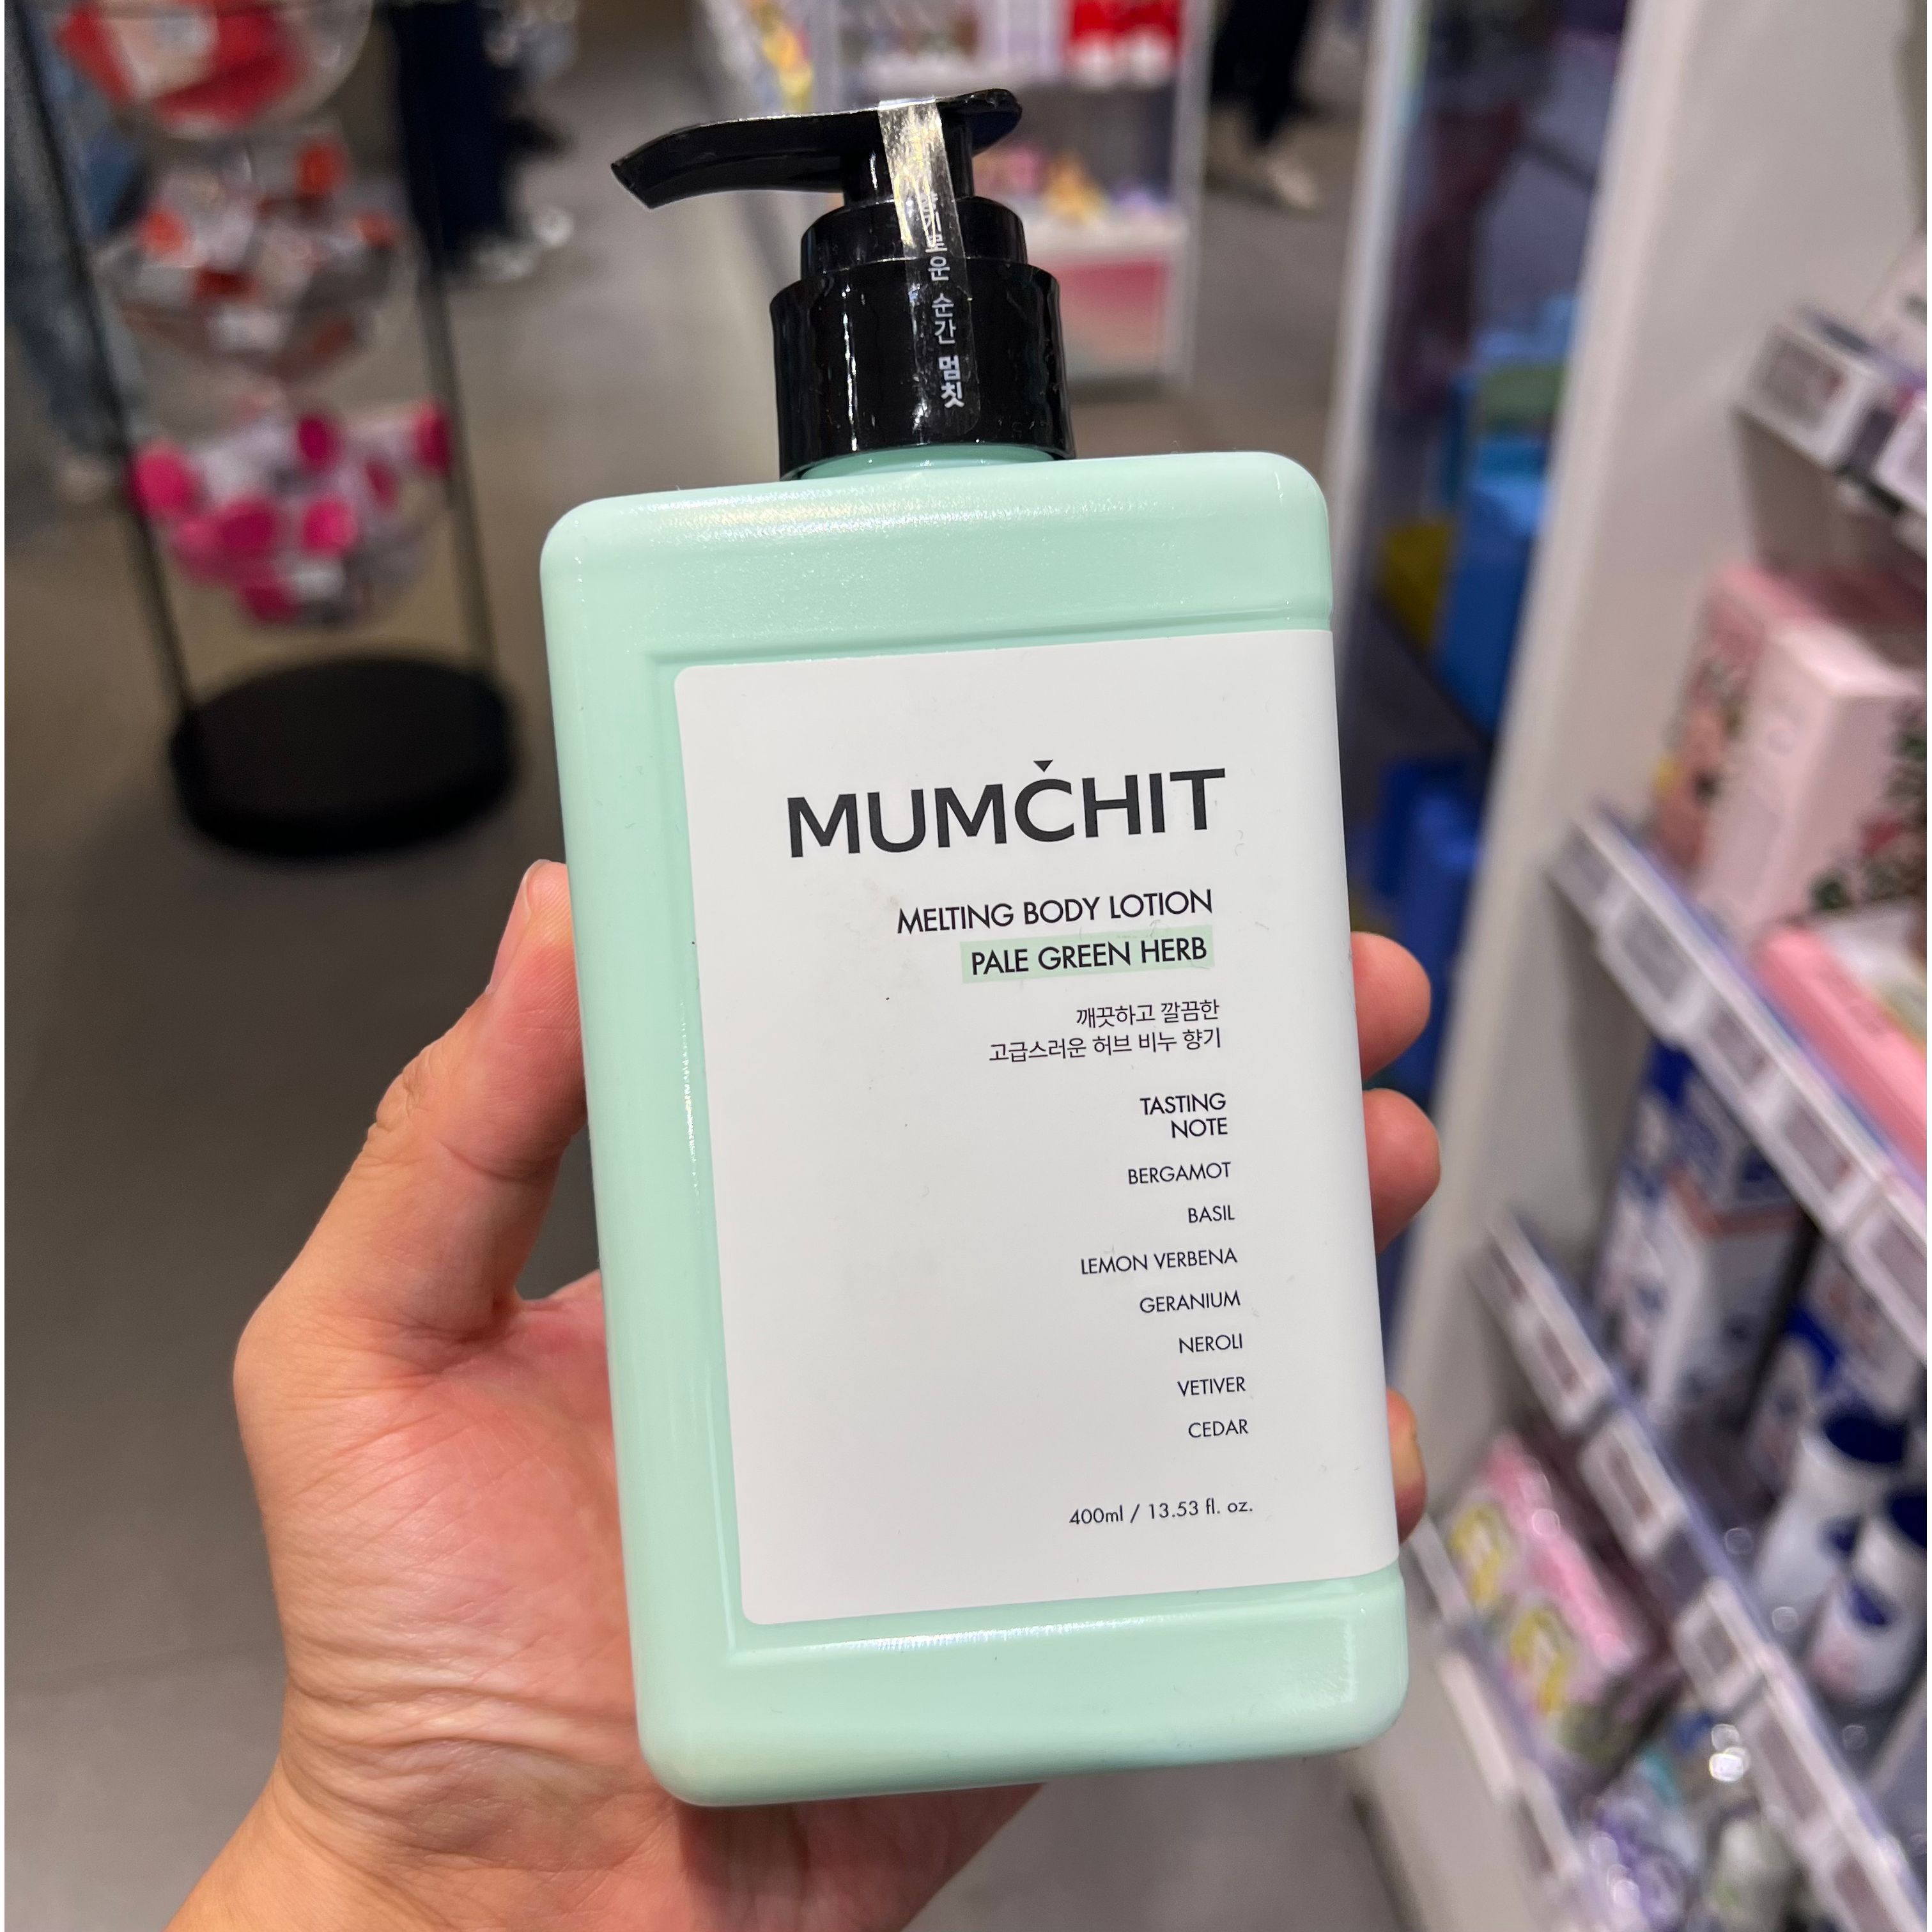 순간 멈칫
MUMCHIT
MELTING BODY LOTION
PALE GREEN HERB
깨끗하고 깔끔한
고급스러운 허브 비누 향기
TASTING
NOTE
BERGAMOT
BASIL
LEMON VERBENA
GERANIUM
NEROLI
VETIVER
CEDAR
400ml / 13.53 fl. oz.